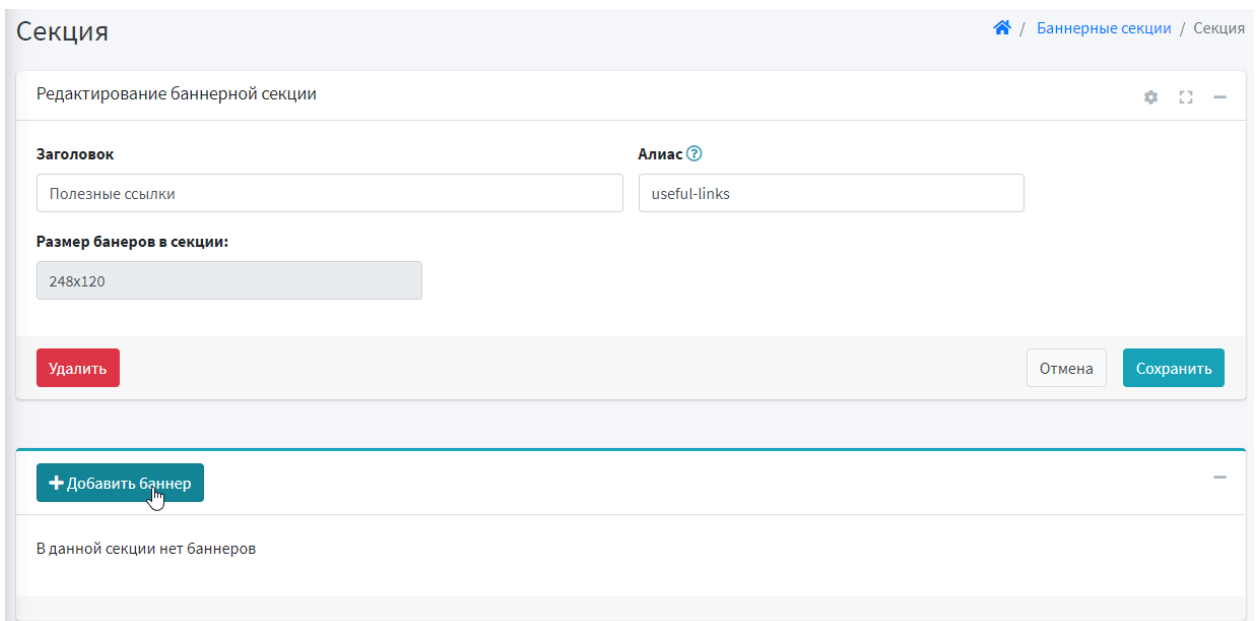 Секция
/ Баннерные секции / Секция
Редактирование баннерной секции
Заголовок
Алиас
Полезные ссылки
useful-links
Размер банеров в секции:
248x120
Удалить
Отмена
Сохранить
Добавить баннер
В данной секции нет баннеров